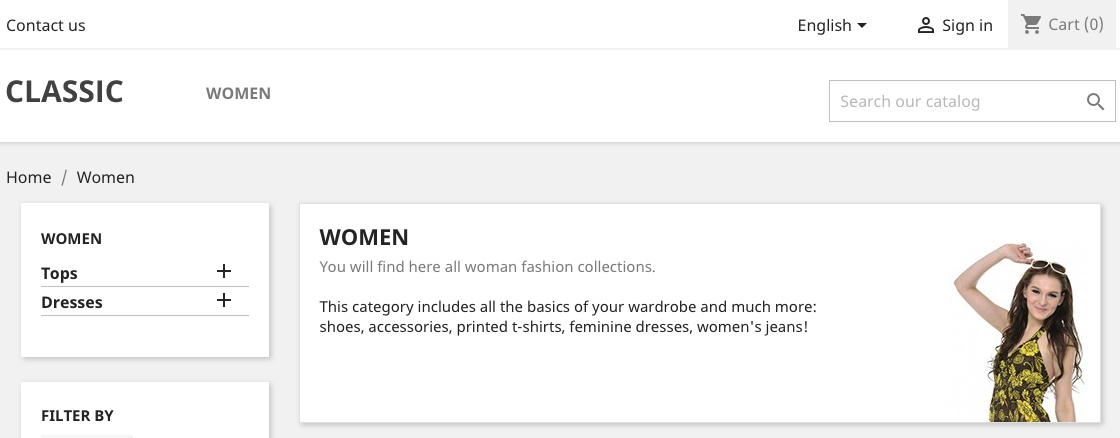 Contact us
English
Sign in
Cart (0)
CLASSIC
WOMEN
Search our catalog
Home / Women
WOMEN
Tops
Dresses
FILTER BY
WOMEN
You will find here all woman fashion collections.
This category includes all the basics of your wardrobe and much more:
shoes, accessories, printed t-shirts, feminine dresses, women's jeans!